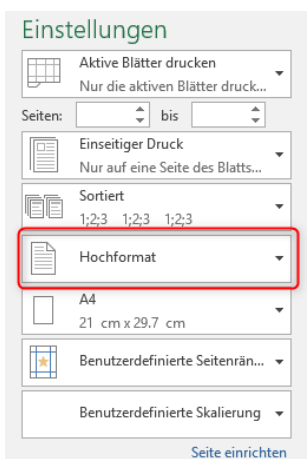 Einstellungen
Aktive Blätter drucken
Nur die aktiven Blätter druck...
Seiten: bis
Einseitiger Druck
Nur auf eine Seite des Blatts...
Sortiert
1;2;3 1;2;3 1;2;3
Hochformat
A4
21 cm x 29.7 cm
Benutzerdefinierte Seitenrän...
Benutzerdefinierte Skalierung
Seite einrichten